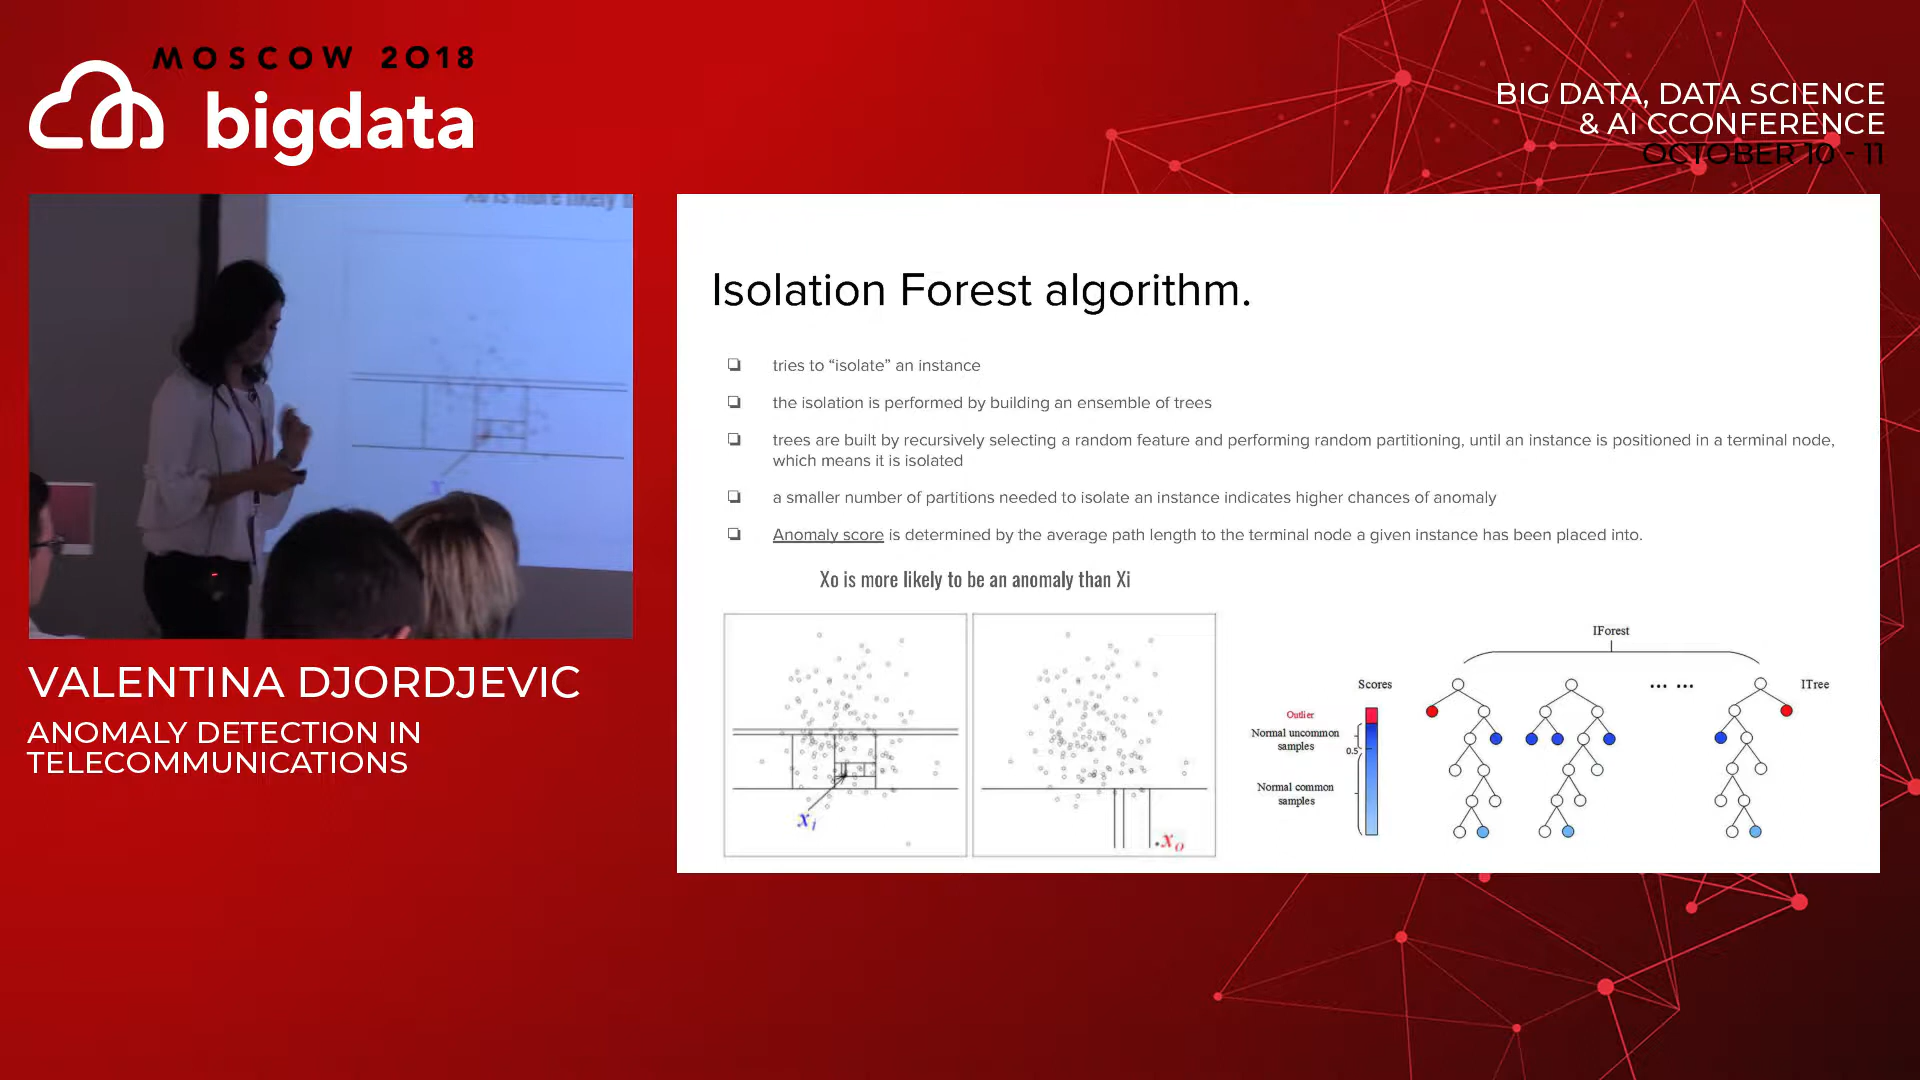 MOSCOW 2018
bigdata
BIG DATA, DATA SCIENCE
& AI CCONFERENCE
OCTOBER 10 - 11
Xo is more likely
x
VALENTINA DJORDJEVIC
ANOMALY DETECTION IN
TELECOMMUNICATIONS
Isolation Forest algorithm.
tries to “isolate” an instance
the isolation is performed by building an ensemble of trees
trees are built by recursively selecting a random feature and performing random partitioning, until an instance is positioned in a terminal node,
which means it is isolated
a smaller number of partitions needed to isolate an instance indicates higher chances of anomaly
Anomaly score is determined by the average path length to the terminal node a given instance has been placed into.
Xo is more likely to be an anomaly than Xi
xi
xo
IForest
Scores
... ...
ITree
Outlier
Normal uncommon
samples
0.5
Normal common
samples